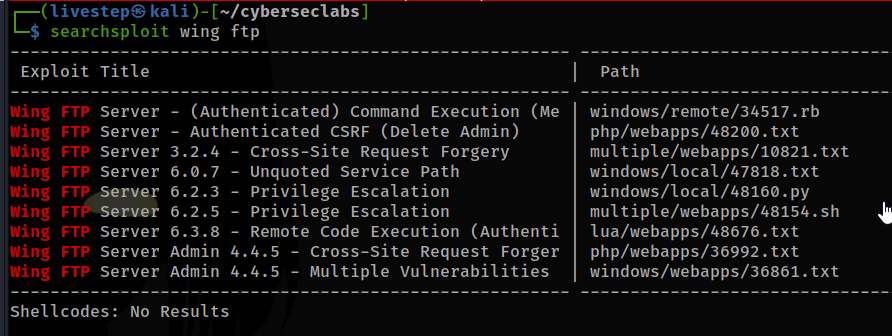 (livestep㉿kali)-[~/cyberseclabs]
$ searchsploit wing ftp
Exploit Title | Path
Wing FTP Server - (Authenticated) Command Execution (Me | windows/remote/34517.rb
Wing FTP Server - Authenticated CSRF (Delete Admin) | php/webapps/48200.txt
Wing FTP Server 3.2.4 - Cross-Site Request Forgery | multiple/webapps/10821.txt
Wing FTP Server 6.0.7 - Unquoted Service Path | windows/local/47818.txt
Wing FTP Server 6.2.3 - Privilege Escalation | windows/local/48160.py
Wing FTP Server 6.2.5 - Privilege Escalation | multiple/webapps/48154.sh
Wing FTP Server 6.3.8 - Remote Code Execution (Authenti | lua/webapps/48676.txt
Wing FTP Server Admin 4.4.5 - Cross-Site Request Forger | php/webapps/36992.txt
Wing FTP Server Admin 4.4.5 - Multiple Vulnerabilities | windows/webapps/36861.txt
Shellcodes: No Results